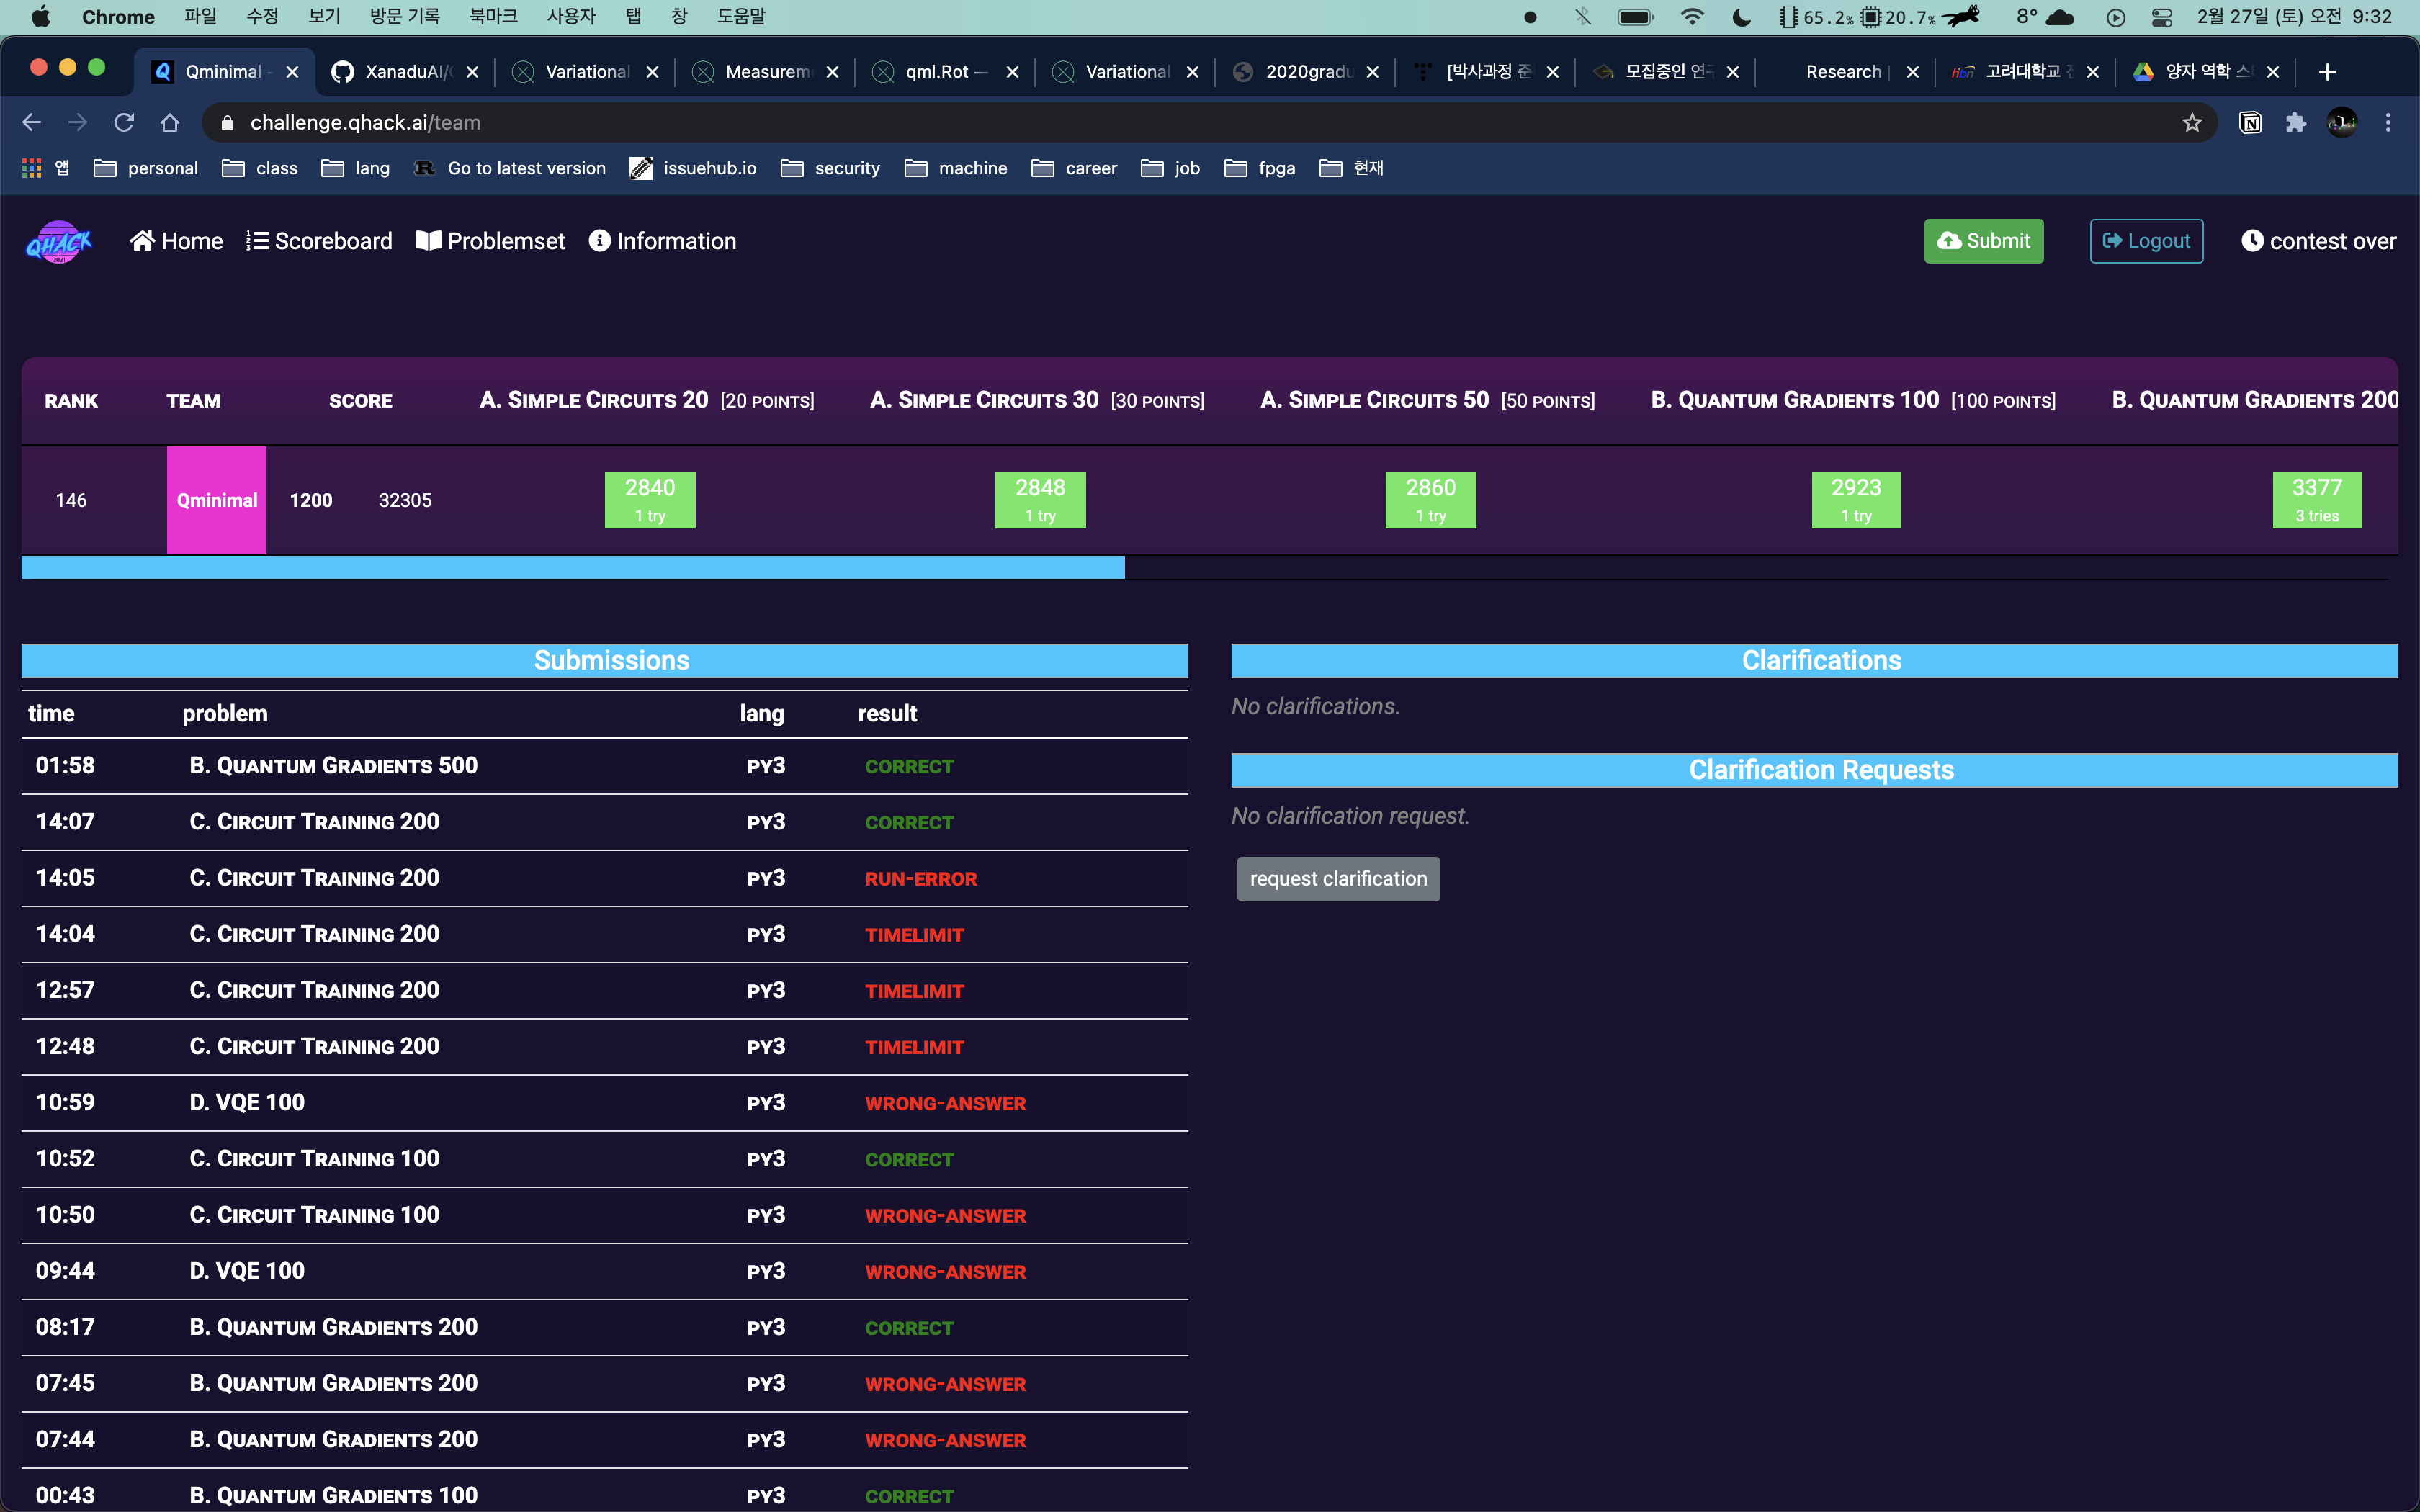 Chrome 파일 수정 보기 방문 기록 북마크 사용자 탭 창 도움말 65.2% 20.7% 8° 2월 27일 (토) 오전 9:32
Qminimal - XanaduAI/ Variational Measurem qml.Rot — Variational 2020gradu [박사과정 준 모집중인 연구 Research | 고려대학교 전 양자 역학 스
challenge.qhack.ai/team
앱 personal class lang Go to latest version issuehub.io security machine career job fpga 현재
QHACK 2021 Home Scoreboard Problemset Information Submit Logout contest over
RANK TEAM SCORE A. SIMPLE CIRCUITS 20 [20 POINTS] A. SIMPLE CIRCUITS 30 [30 POINTS] A. SIMPLE CIRCUITS 50 [50 POINTS] B. QUANTUM GRADIENTS 100 [100 POINTS] B. QUANTUM GRADIENTS 200
146 Qminimal 1200 32305 2840 2848 2860 2923 3377
1 try 1 try 1 try 1 try 3 tries
Submissions
time problem lang result
01:58 B. QUANTUM GRADIENTS 500 PY3 CORRECT
14:07 C. CIRCUIT TRAINING 200 PY3 CORRECT
14:05 C. CIRCUIT TRAINING 200 PY3 RUN-ERROR
14:04 C. CIRCUIT TRAINING 200 PY3 TIMELIMIT
12:57 C. CIRCUIT TRAINING 200 PY3 TIMELIMIT
12:48 C. CIRCUIT TRAINING 200 PY3 TIMELIMIT
10:59 D. VQE 100 PY3 WRONG-ANSWER
10:52 C. CIRCUIT TRAINING 100 PY3 CORRECT
10:50 C. CIRCUIT TRAINING 100 PY3 WRONG-ANSWER
09:44 D. VQE 100 PY3 WRONG-ANSWER
08:17 B. QUANTUM GRADIENTS 200 PY3 CORRECT
07:45 B. QUANTUM GRADIENTS 200 PY3 WRONG-ANSWER
07:44 B. QUANTUM GRADIENTS 200 PY3 WRONG-ANSWER
00:43 B. QUANTUM GRADIENTS 100 PY3 CORRECT
Clarifications
No clarifications.
Clarification Requests
No clarification request.
request clarification